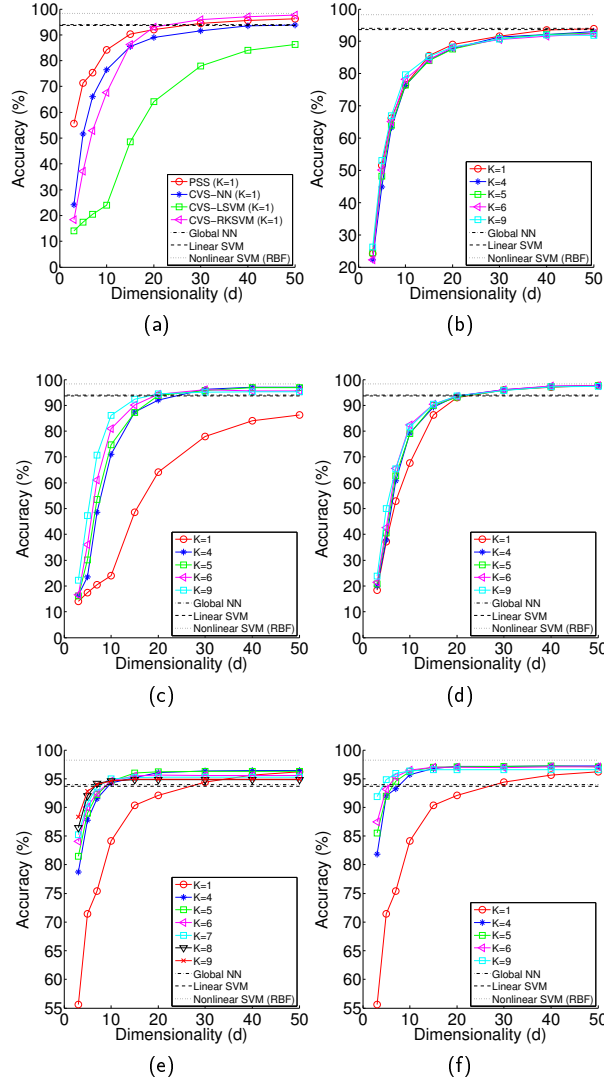 100
90
80
70
60
50
40
30
20
10
0
Accuracy (%)
PSS (K=1)
CVS−NN (K=1)
CVS−LSVM (K=1)
CVS−RKSVM (K=1)
Global NN
Linear SVM
Nonlinear SVM (RBF)
0 10 20 30 40 50
Dimensionality (d)
(a)
100
90
80
70
60
50
40
30
20
Accuracy (%)
K=1
K=4
K=5
K=6
K=9
Global NN
Linear SVM
Nonlinear SVM (RBF)
0 10 20 30 40 50
Dimensionality (d)
(b)
100
90
80
70
60
50
40
30
20
10
0
Accuracy (%)
K=1
K=4
K=5
K=6
K=9
Global NN
Linear SVM
Nonlinear SVM (RBF)
0 10 20 30 40 50
Dimensionality (d)
(c)
100
90
80
70
60
50
40
30
20
10
0
Accuracy (%)
K=1
K=4
K=5
K=6
K=9
Global NN
Linear SVM
Nonlinear SVM (RBF)
0 10 20 30 40 50
Dimensionality (d)
(d)
100
95
90
85
80
75
70
65
60
55
Accuracy (%)
K=1
K=4
K=5
K=6
K=7
K=8
K=9
Global NN
Linear SVM
Nonlinear SVM (RBF)
0 10 20 30 40 50
Dimensionality (d)
(e)
100
95
90
85
80
75
70
65
60
55
Accuracy (%)
K=1
K=4
K=5
K=6
K=9
Global NN
Linear SVM
Nonlinear SVM (RBF)
0 10 20 30 40 50
Dimensionality (d)
(f)